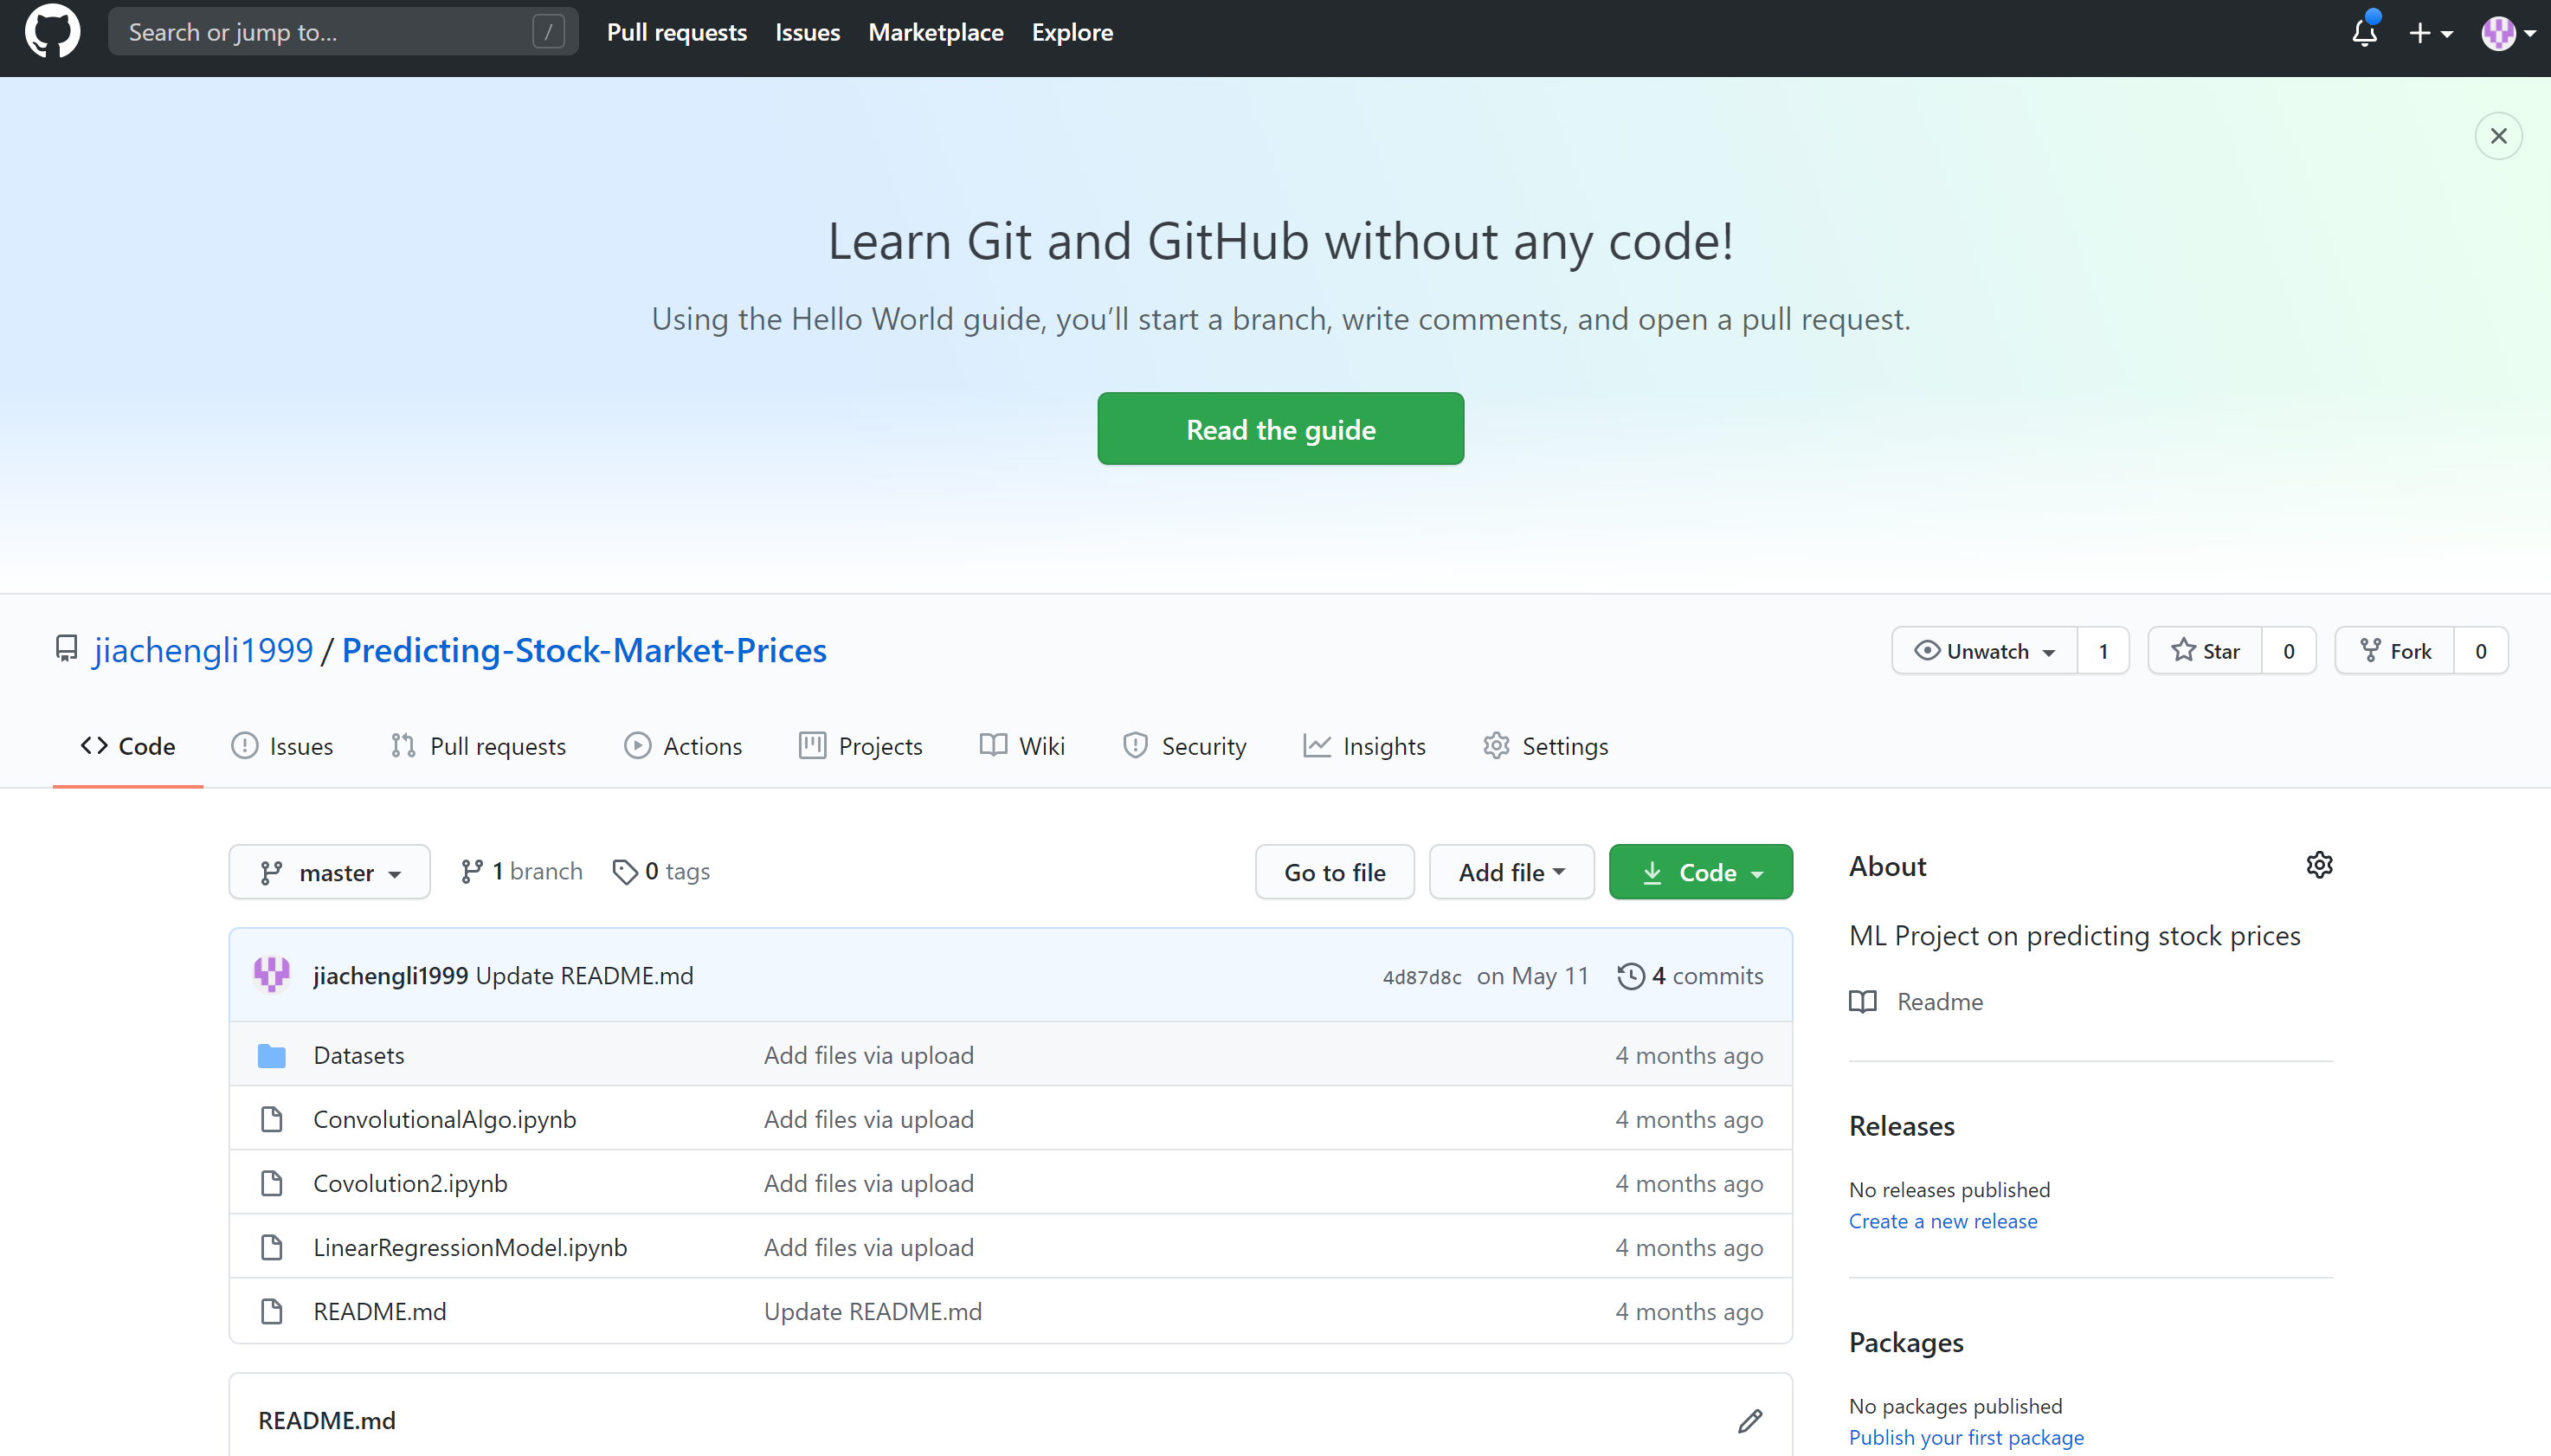 Search or jump to... /
Pull requests Issues Marketplace Explore
Learn Git and GitHub without any code!
Using the Hello World guide, you’ll start a branch, write comments, and open a pull request.
Read the guide
jiachengli1999 / Predicting-Stock-Market-Prices
Unwatch 1 Star 0 Fork 0
Code Issues Pull requests Actions Projects Wiki Security Insights Settings
master 1 branch 0 tags Go to file Add file Code
jiachengli1999 Update README.md 4d87d8c on May 11 4 commits
Datasets Add files via upload 4 months ago
ConvolutionalAlgo.ipynb Add files via upload 4 months ago
Covolution2.ipynb Add files via upload 4 months ago
LinearRegressionModel.ipynb Add files via upload 4 months ago
README.md Update README.md 4 months ago
README.md
About
ML Project on predicting stock prices
Readme
Releases
No releases published
Create a new release
Packages
No packages published
Publish your first package